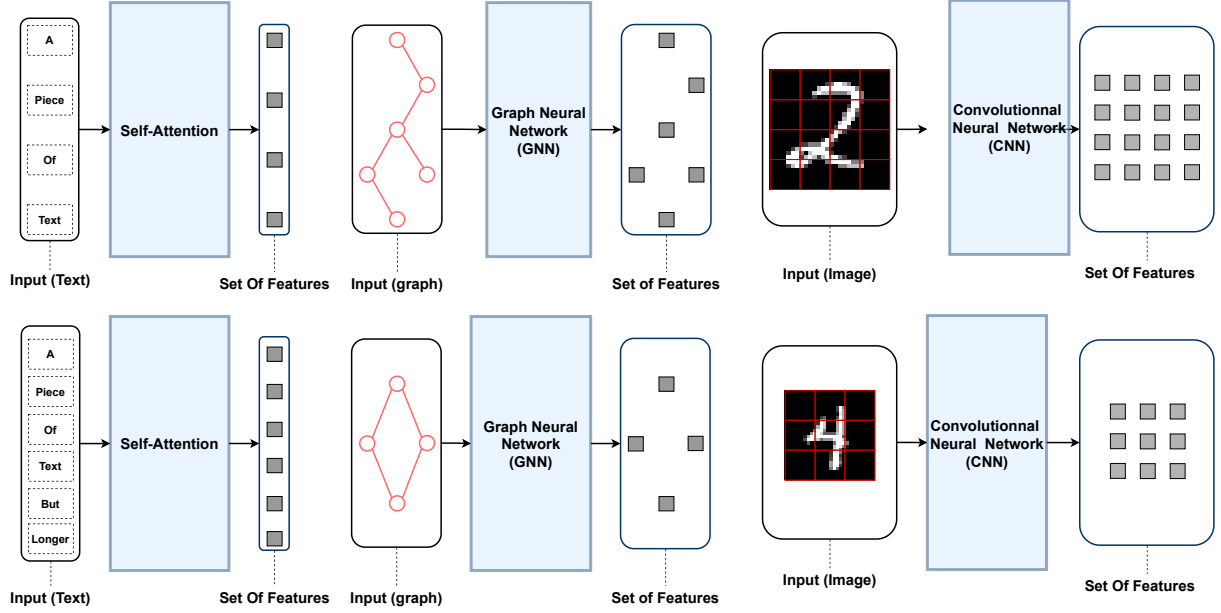 A
Piece
Of
Text
Input (Text)
Self-Attention
Set Of Features
Input (graph)
Graph Neural
Network
(GNN)
Set of Features
2
Input (Image)
Convolutionnal
Neural Network
(CNN)
Set Of Features
A
Piece
Of
Text
But
Longer
Input (Text)
Self-Attention
Set Of Features
Input (graph)
Graph Neural
Network
(GNN)
Set Of Features
4
Input (Image)
Convolutionnal
Neural Network
(CNN)
Set Of Features